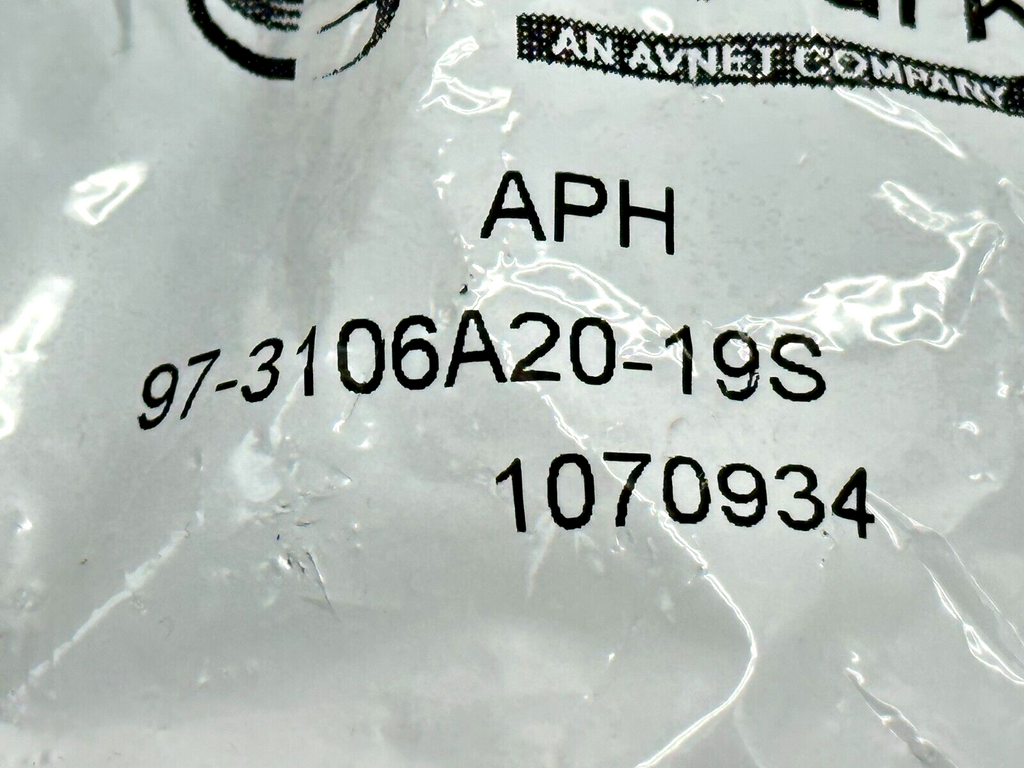 AN AVNET COMPANY
APH
97-3106A20-19S
1070934